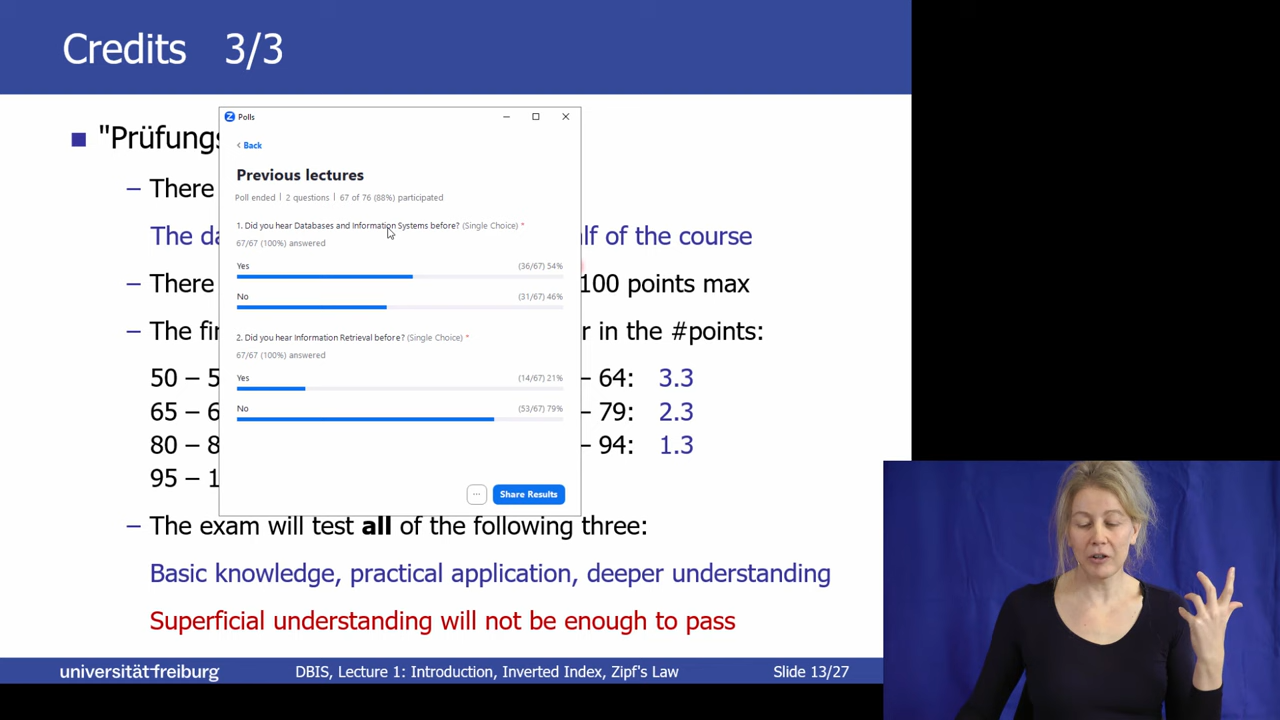 Credits 3/3
"Prüfungs
Polls
Back
Previous lectures
Poll ended | 2 questions | 67 of 76 (88%) participated
1. Did you hear Databases and Information Systems before? (Single Choice) *
67/67 (100%) answered
Yes (36/67) 54%
No (31/67) 46%
2. Did you hear Information Retrieval before? (Single Choice) *
67/67 (100%) answered
Yes (14/67) 21%
No (53/67) 79%
Share Results
– There
The da lf of the course
– There 100 points max
– The fin r in the #points:
50 – 5 – 64: 3.3
65 – 6 – 79: 2.3
80 – 8 – 94: 1.3
95 – 1
– The exam will test all of the following three:
Basic knowledge, practical application, deeper understanding
Superficial understanding will not be enough to pass
universität freiburg DBIS, Lecture 1: Introduction, Inverted Index, Zipf's Law Slide 13/27